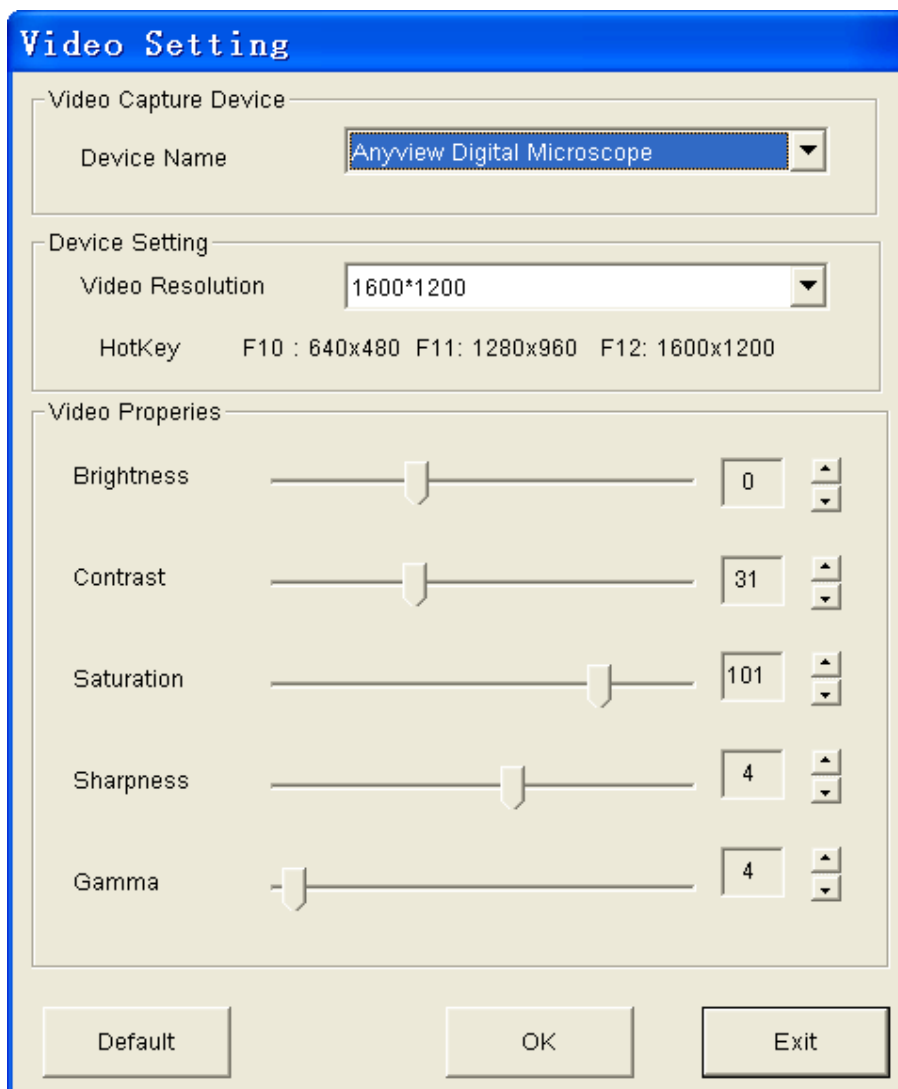 Video Setting
Video Capture Device
Device Name Anyview Digital Microscope
Device Setting
Video Resolution 1600*1200
HotKey F10 : 640x480 F11: 1280x960 F12: 1600x1200
Video Properies
Brightness 0
Contrast 31
Saturation 101
Sharpness 4
Gamma 4
Default OK Exit